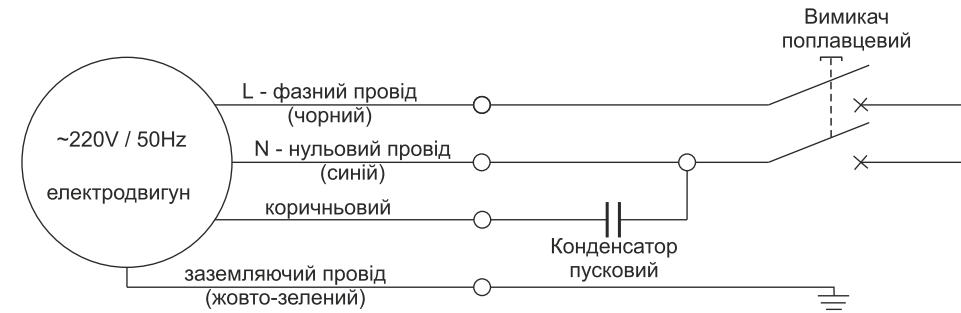 Вимикач
поплавцевий
L - фазний провід
(чорний)
~220V / 50Hz
N - нульовий провід
(синій)
електродвигун
коричньовий
Конденсатор
пусковий
заземляючий провід
(жовто-зелений)